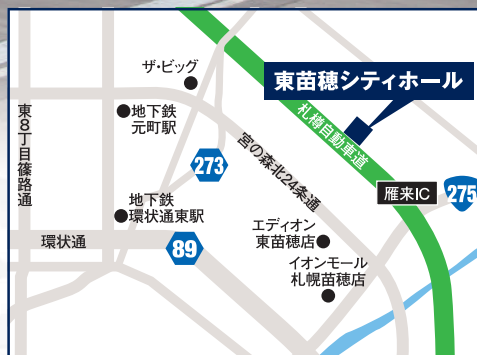 ザ・ビッグ
東苗穂シティホール
地下鉄
元町駅
札樽自動車道
東8丁目篠路通
宮の森北24条通
273
雁来IC
275
地下鉄
環状通東駅
エディオン
東苗穂店
環状通
89
イオンモール
札幌苗穂店